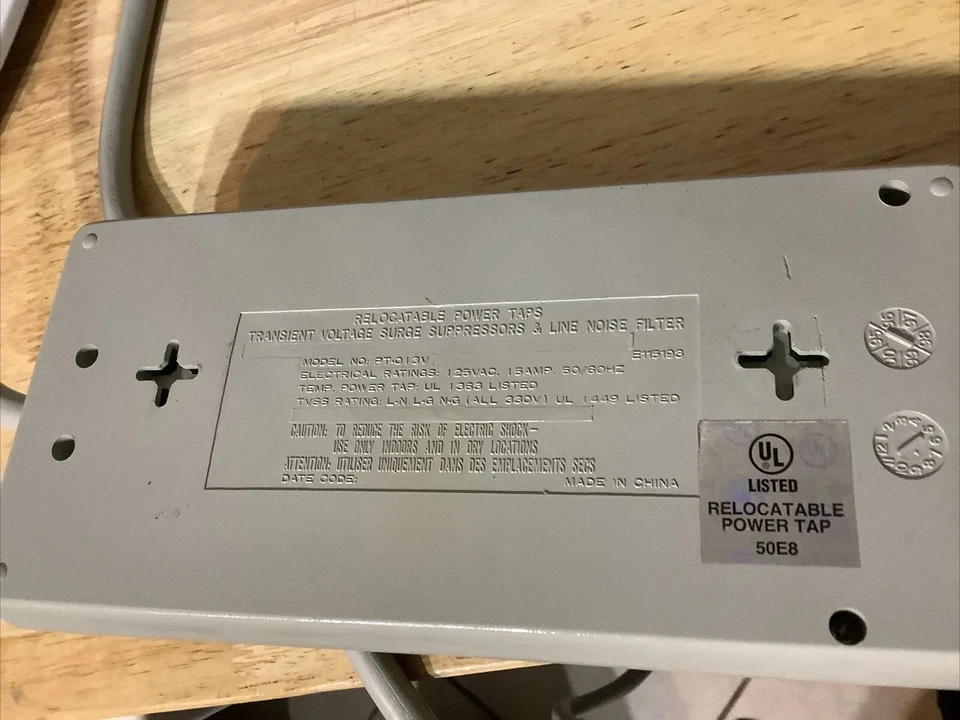 RELOCATABLE POWER TAPS
TRANSIENT VOLTAGE SURGE SUPPRESSORS & LINE NOISE FILTER
MODEL NO: PT-013V E115193
ELECTRICAL RATINGS: 125VAC, 15AMP, 50/60HZ
TEMP. POWER TAP: UL 1363 LISTED
TVSS RATING: L-N L-G N-G (ALL 330V) UL 1449 LISTED
CAUTION: TO REDUCE THE RISK OF ELECTRIC SHOCK—
USE ONLY INDOORS AND IN DRY LOCATIONS
ATTENTION: UTILISER UNIQUEMENT DANS DES EMPLACEMENTS SECS
DATE CODE: MADE IN CHINA
UL
LISTED
RELOCATABLE
POWER TAP
50E8